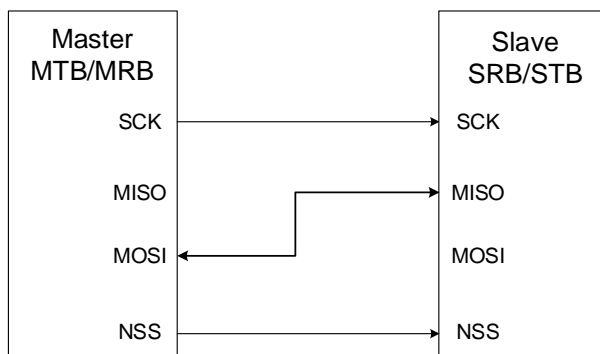 Master
MTB/MRB
SCK
MISO
MOSI
NSS
Slave
SRB/STB
SCK
MISO
MOSI
NSS